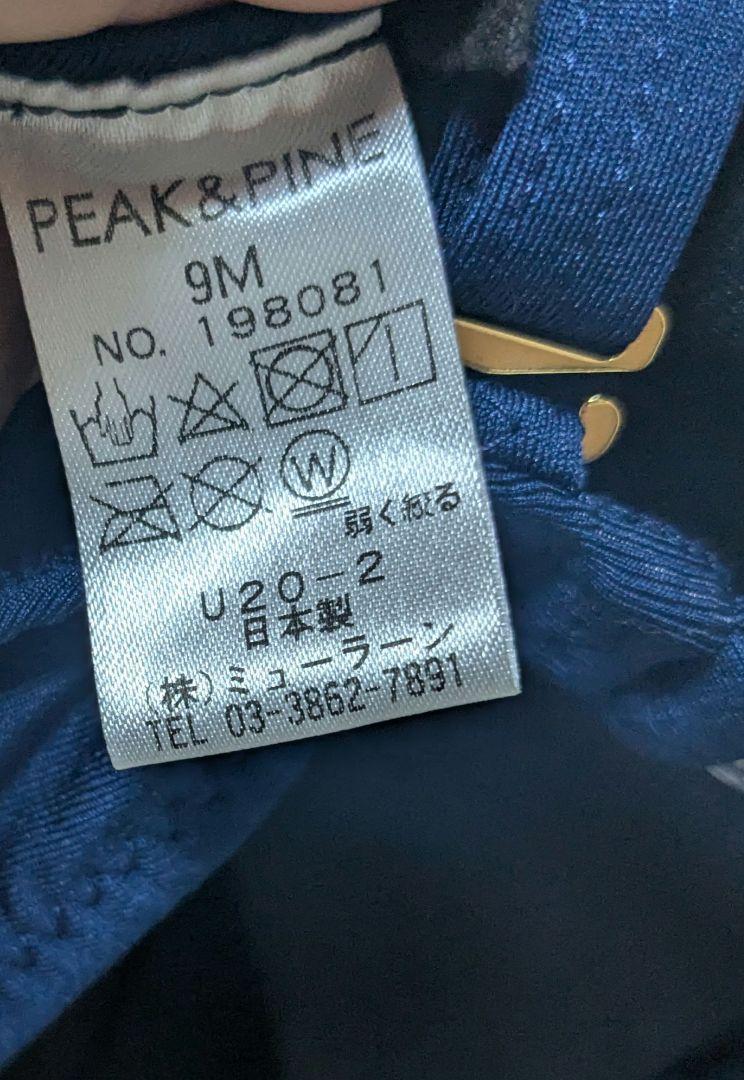 PEAK&PINE
9M
NO. 198081
W
弱く絞る
U20-2
日本製
(株)ミューラーン
TEL 03-3862-7891